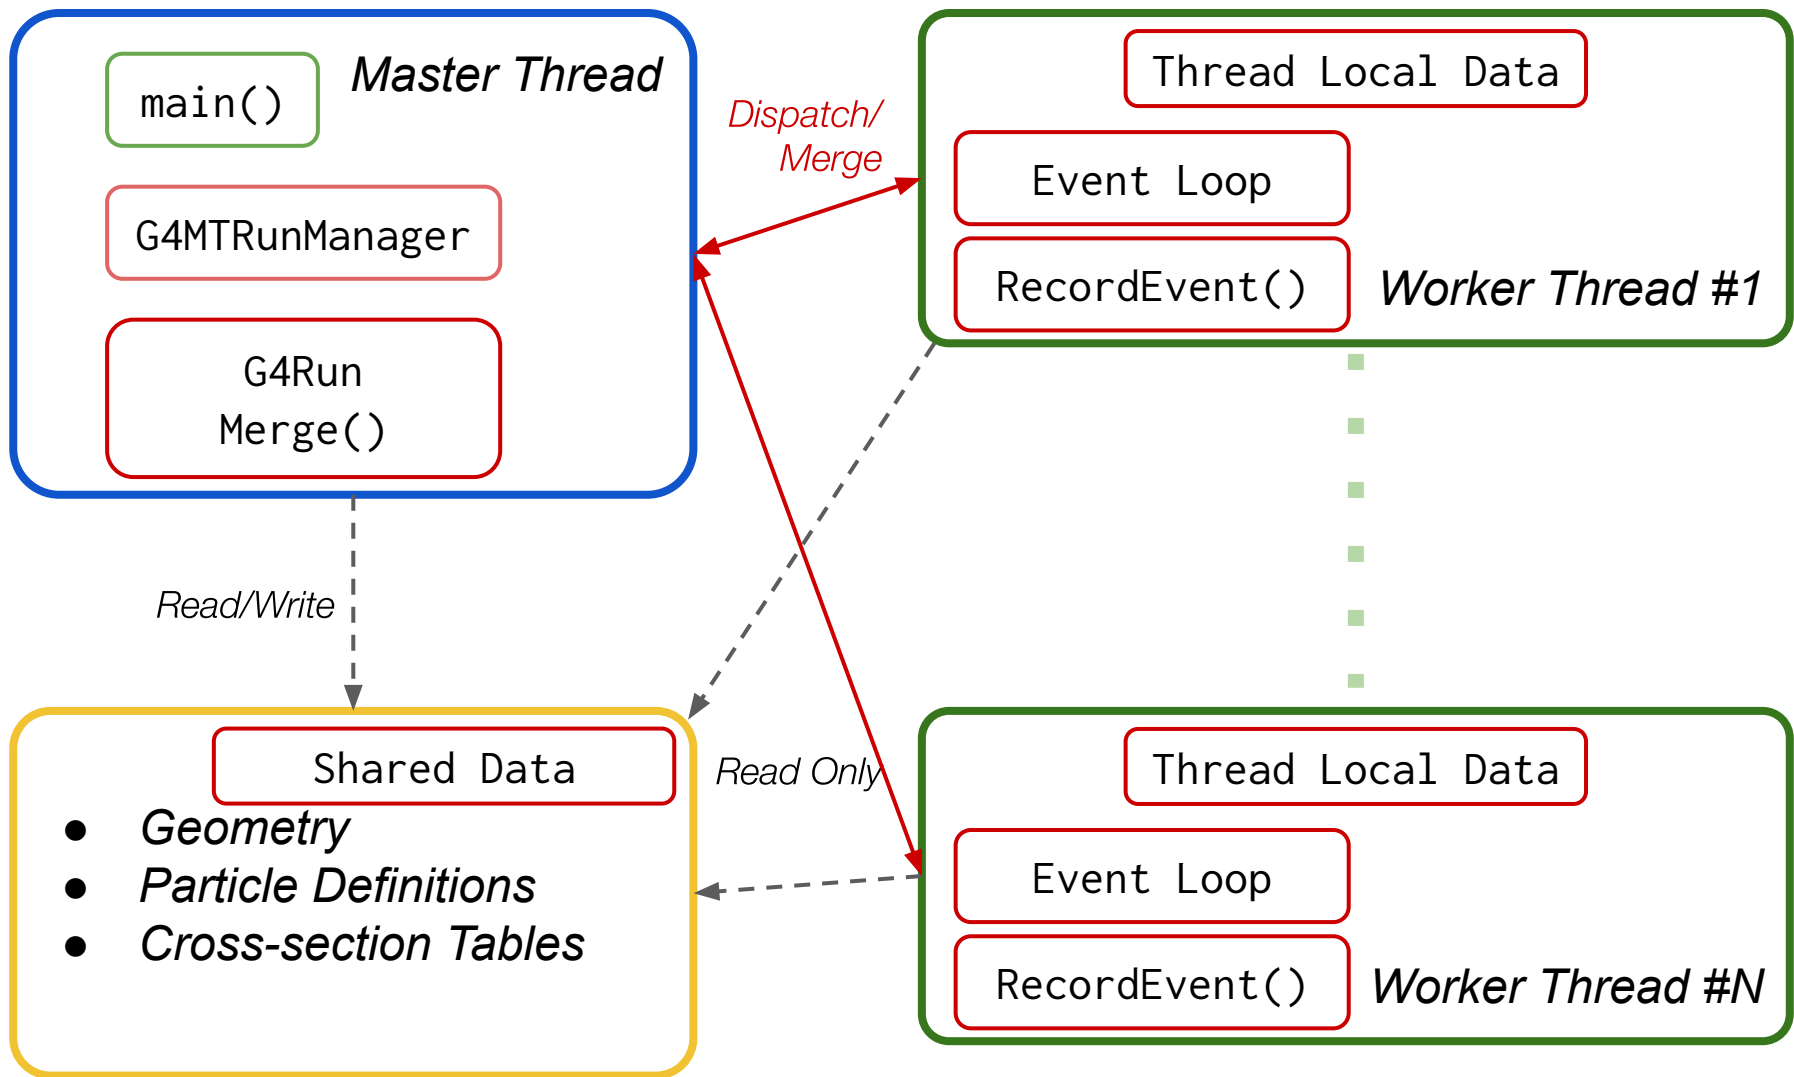 Master Thread
main()
G4MTRunManager
G4Run
Merge()
Dispatch/
Merge
Thread Local Data
Event Loop
RecordEvent()
Worker Thread #1
Read/Write
Shared Data
● Geometry
● Particle Definitions
● Cross-section Tables
Read Only
Thread Local Data
Event Loop
RecordEvent()
Worker Thread #N